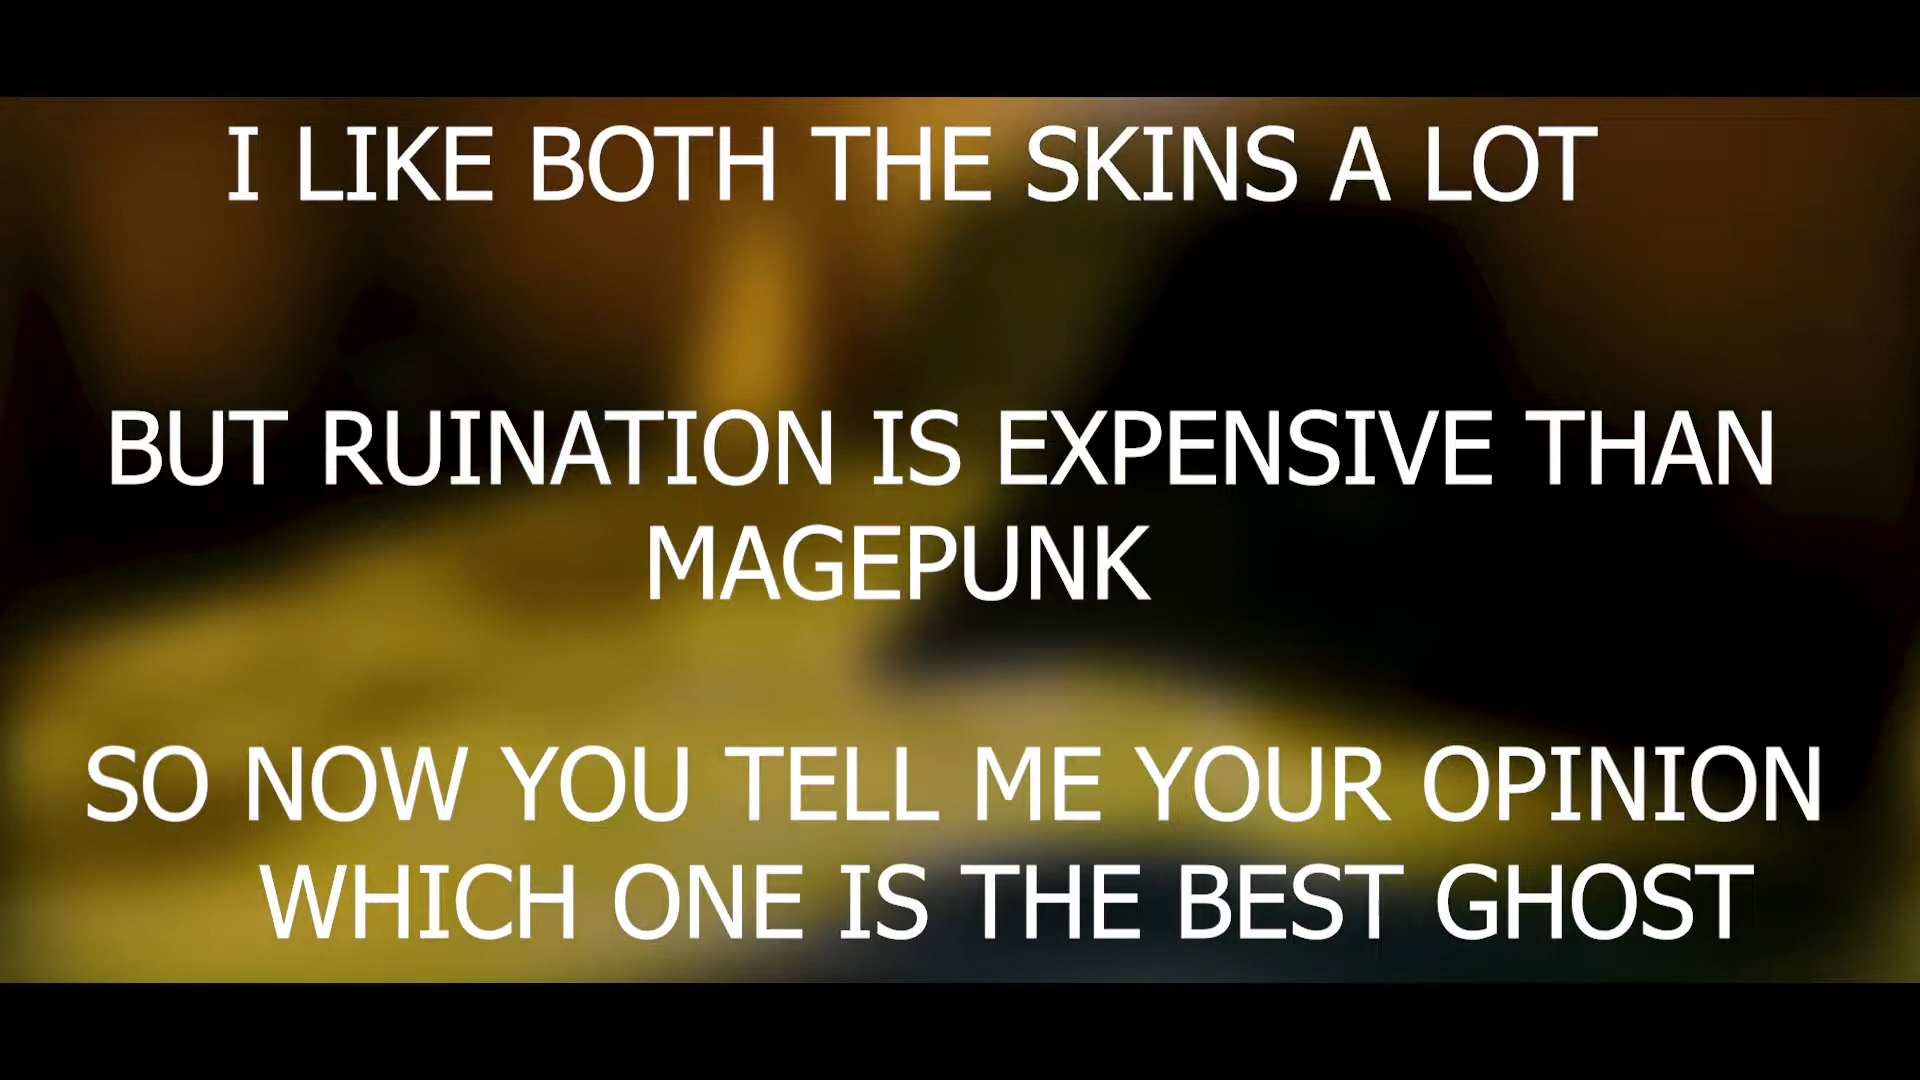 I LIKE BOTH THE SKINS A LOT
BUT RUINATION IS EXPENSIVE THAN
MAGEPUNK
SO NOW YOU TELL ME YOUR OPINION
WHICH ONE IS THE BEST GHOST